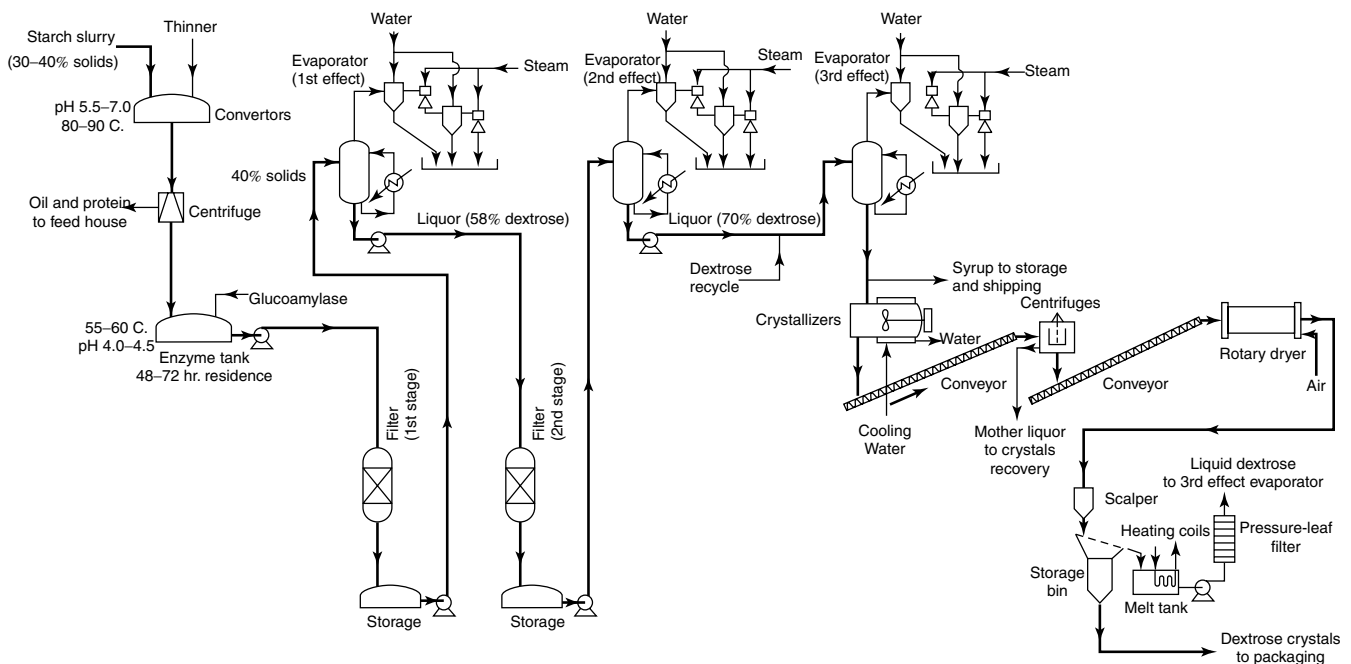 Starch slurry
(30–40% solids)
Thinner
pH 5.5–7.0
80–90 C.
Convertors
Oil and protein
to feed house
Centrifuge
Glucoamylase
55–60 C.
pH 4.0–4.5
Enzyme tank
48–72 hr. residence
Water
Evaporator
(1st effect)
Steam
40% solids
Liquor (58% dextrose)
Filter
(1st stage)
Storage
Filter
(2nd stage)
Storage
Water
Evaporator
(2nd effect)
Steam
Liquor (70% dextrose)
Dextrose
recycle
Water
Evaporator
(3rd effect)
Steam
Syrup to storage
and shipping
Crystallizers
Water
Cooling
Water
Conveyor
Centrifuges
Mother liquor
to crystals
recovery
Conveyor
Rotary dryer
Air
Scalper
Storage
bin
Heating coils
Melt tank
Liquid dextrose
to 3rd effect evaporator
Pressure-leaf
filter
Dextrose crystals
to packaging